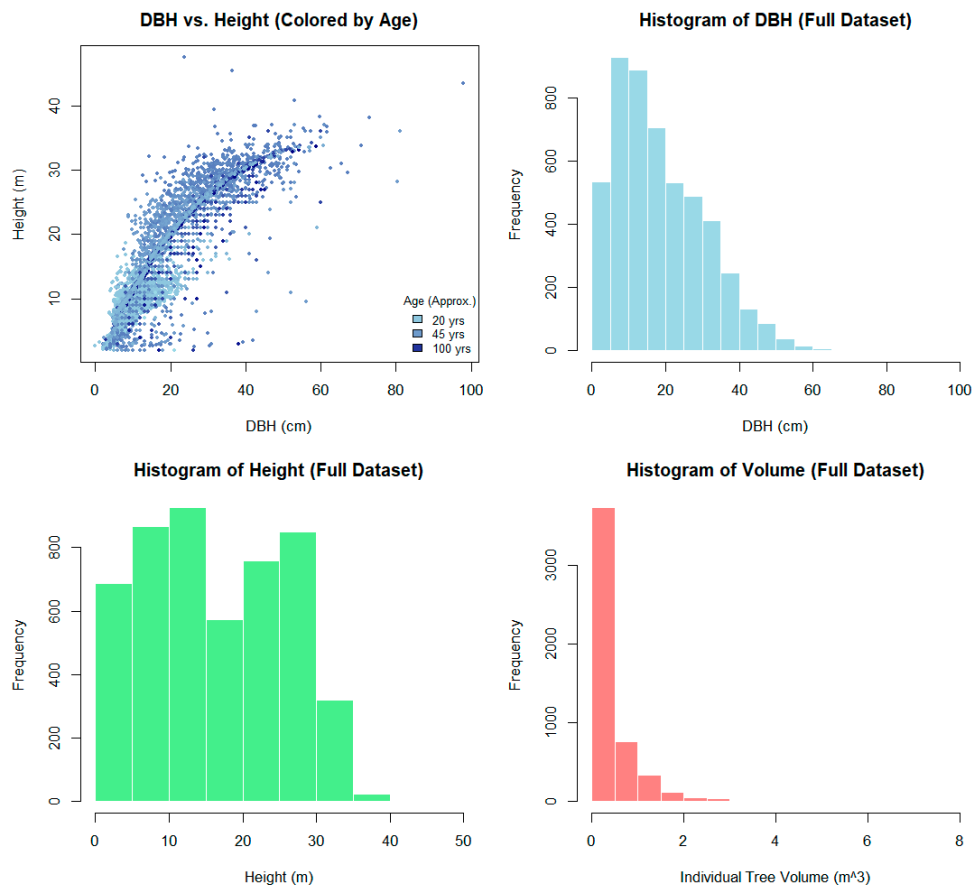 DBH vs. Height (Colored by Age)
Height (m)
40
30
20
10
0
20
40
60
80
100
DBH (cm)
Age (Approx.)
20 yrs
45 yrs
100 yrs
Histogram of DBH (Full Dataset)
Frequency
800
600
400
200
0
0
20
40
60
80
100
DBH (cm)
Histogram of Height (Full Dataset)
Frequency
800
600
400
200
0
0
10
20
30
40
50
Height (m)
Histogram of Volume (Full Dataset)
Frequency
3000
2000
1000
0
0
2
4
6
8
Individual Tree Volume (m^3)